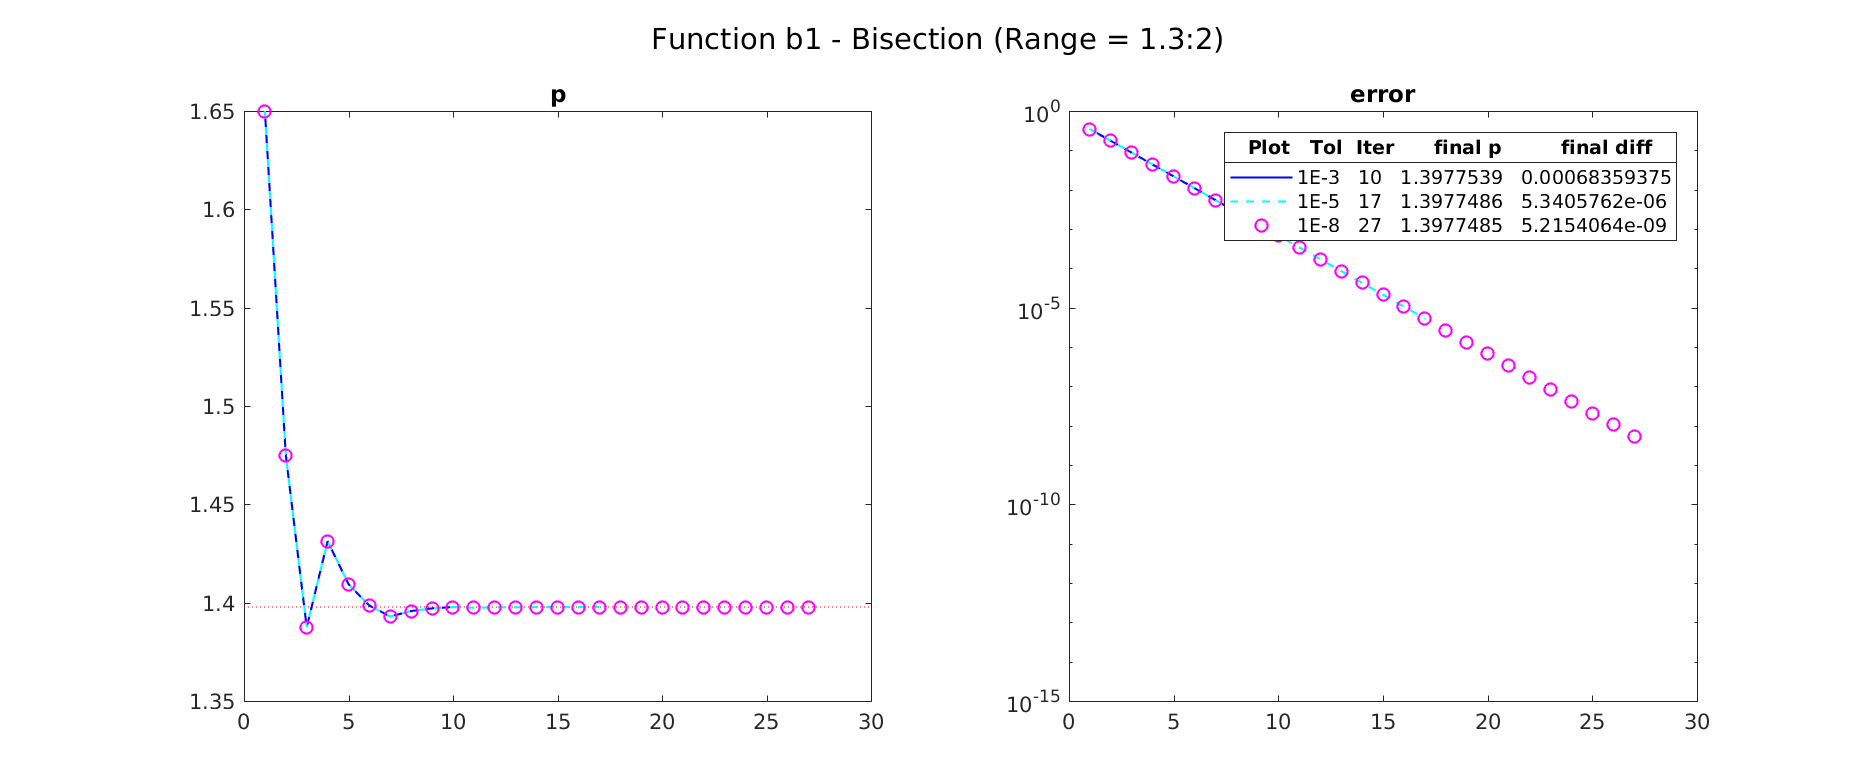 Function b1 - Bisection (Range = 1.3:2)
p
1.65
1.6
1.55
1.5
1.45
1.4
1.35
0 5 10 15 20 25 30
error
10^0
10^-5
10^-10
10^-15
0 5 10 15 20 25 30
Plot Tol Iter final p final diff
1E-3 10 1.3977539 0.00068359375
1E-5 17 1.3977486 5.3405762e-06
1E-8 27 1.3977485 5.2154064e-09